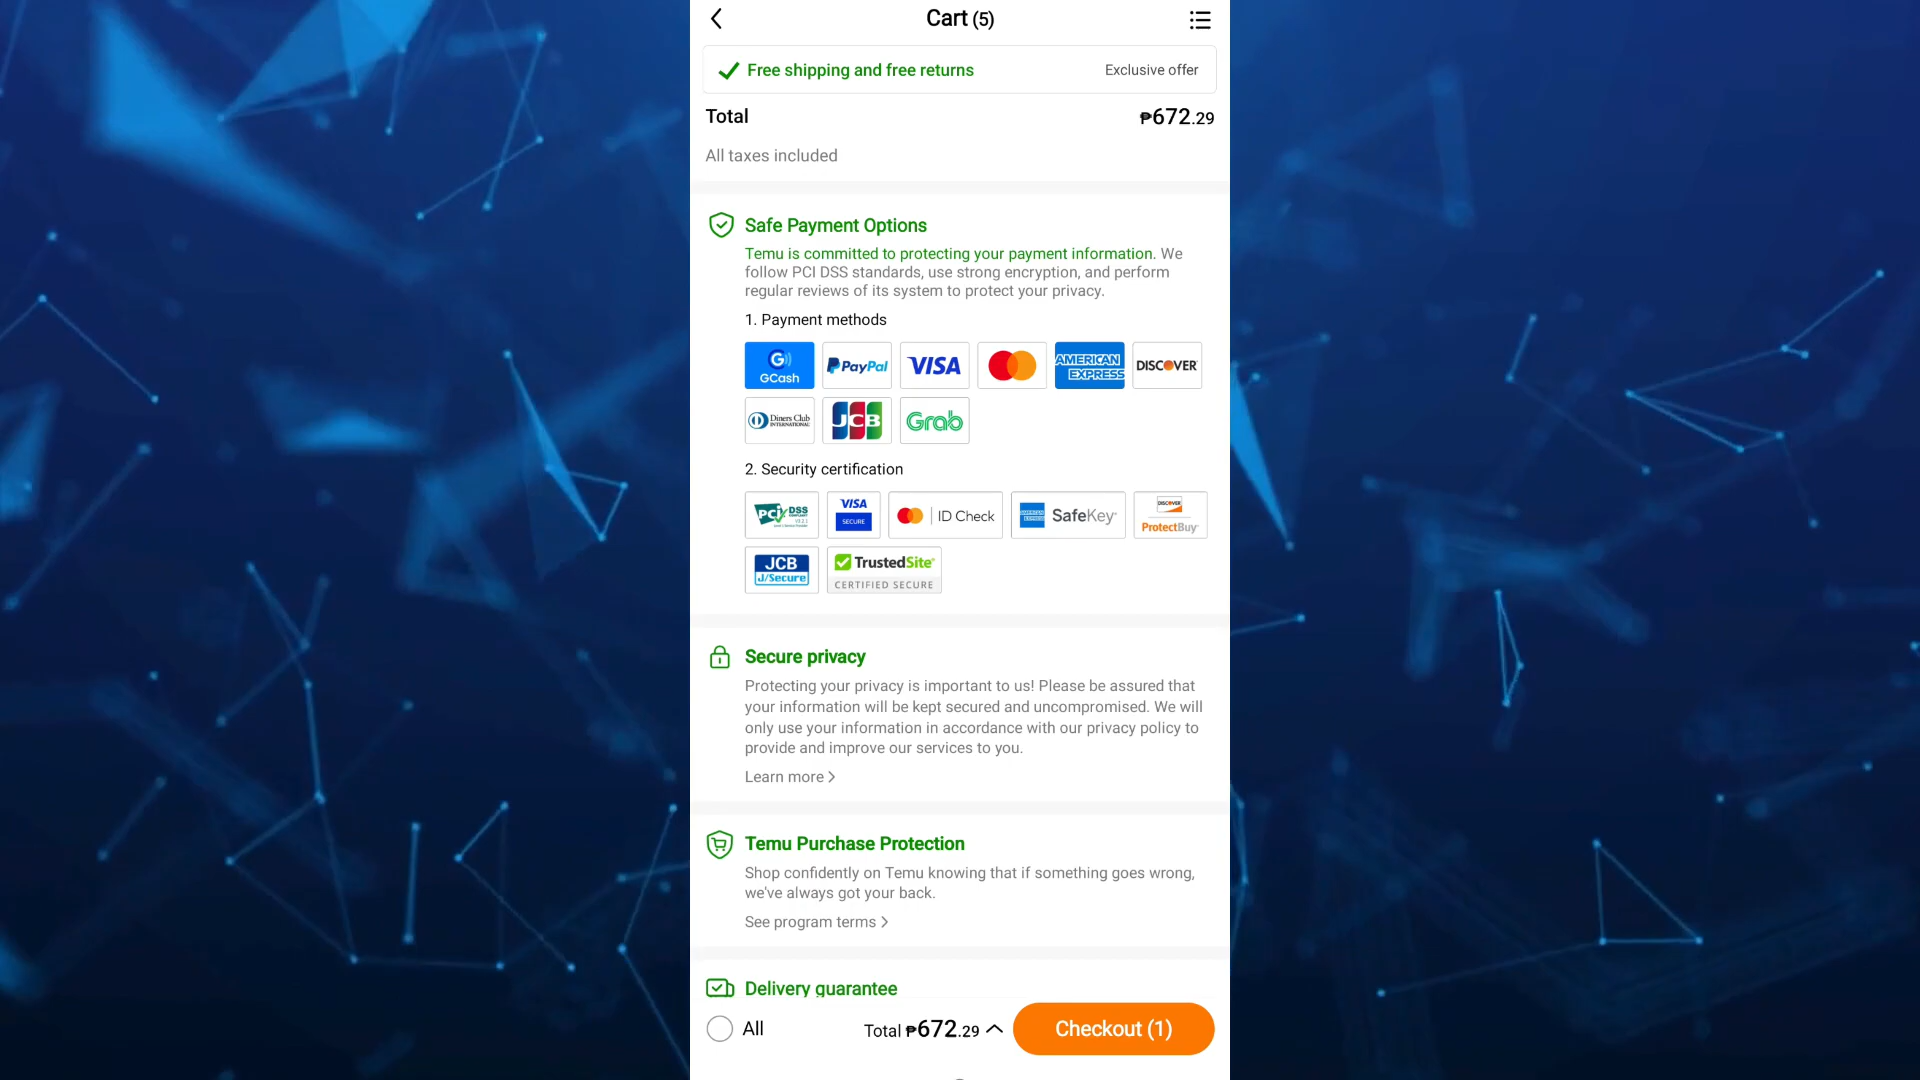 Cart (5)
Free shipping and free returns
Exclusive offer
Total
₱672.29
All taxes included
Safe Payment Options
Temu is committed to protecting your payment information. We
follow PCI DSS standards, use strong encryption, and perform
regular reviews of its system to protect your privacy.
1. Payment methods
G)) GCash
PayPal
VISA
AMERICAN EXPRESS
DISCOVER
Diners Club INTERNATIONAL
JCB
Grab
2. Security certification
PCI DSS
VISA SECURE
ID Check
SafeKey
DISCOVER ProtectBuy
JCB J/Secure
TrustedSite
CERTIFIED SECURE
Secure privacy
Protecting your privacy is important to us! Please be assured that
your information will be kept secured and uncompromised. We will
only use your information in accordance with our privacy policy to
provide and improve our services to you.
Learn more >
Temu Purchase Protection
Shop confidently on Temu knowing that if something goes wrong,
we've always got your back.
See program terms >
Delivery guarantee
All
Total ₱672.29
Checkout (1)